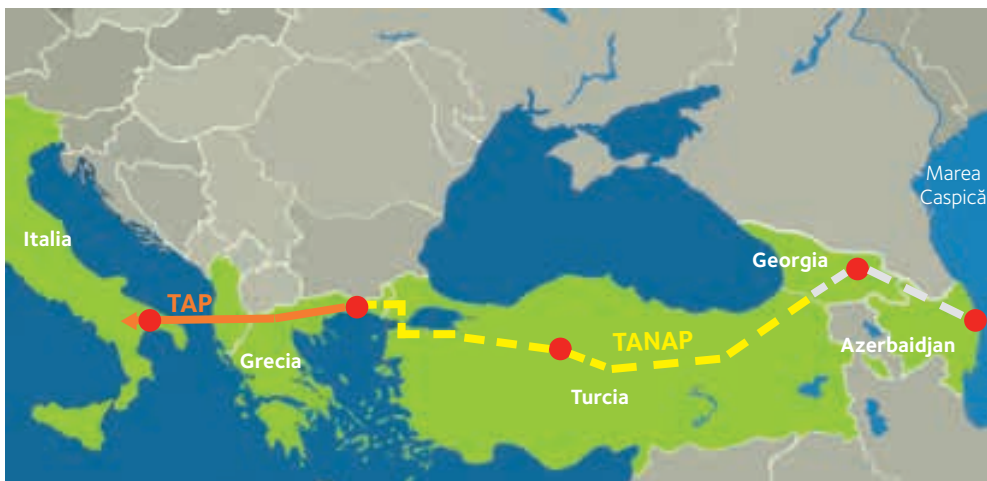 Marea
Caspică
Italia
Georgia
TAP
TANAP
Azerbaidjan
Grecia
Turcia